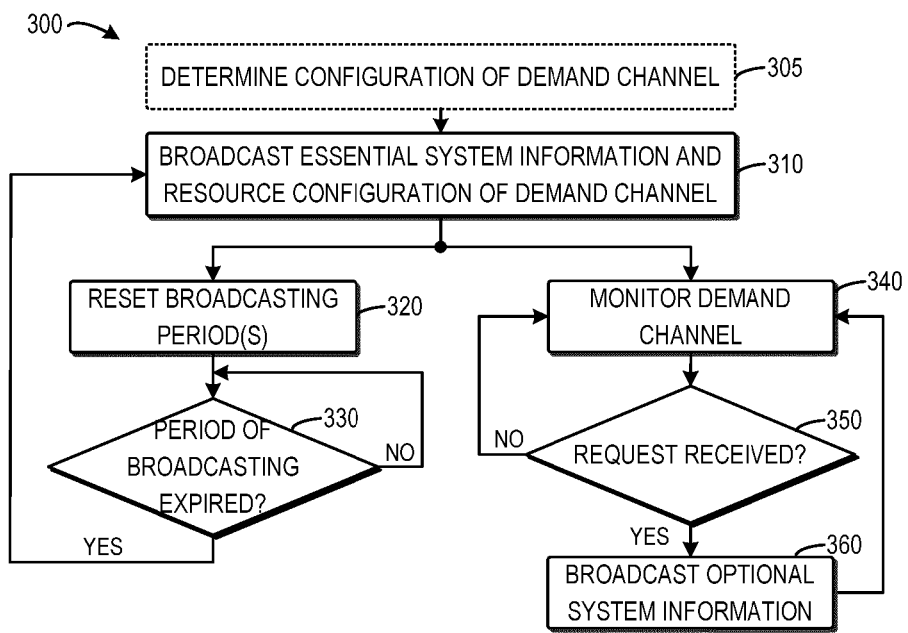 300
DETERMINE CONFIGURATION OF DEMAND CHANNEL
305
BROADCAST ESSENTIAL SYSTEM INFORMATION AND
RESOURCE CONFIGURATION OF DEMAND CHANNEL
310
RESET BROADCASTING
PERIOD(S)
320
PERIOD OF
BROADCASTING
EXPIRED?
330
NO
YES
MONITOR DEMAND
CHANNEL
340
REQUEST RECEIVED?
350
NO
YES
BROADCAST OPTIONAL
SYSTEM INFORMATION
360